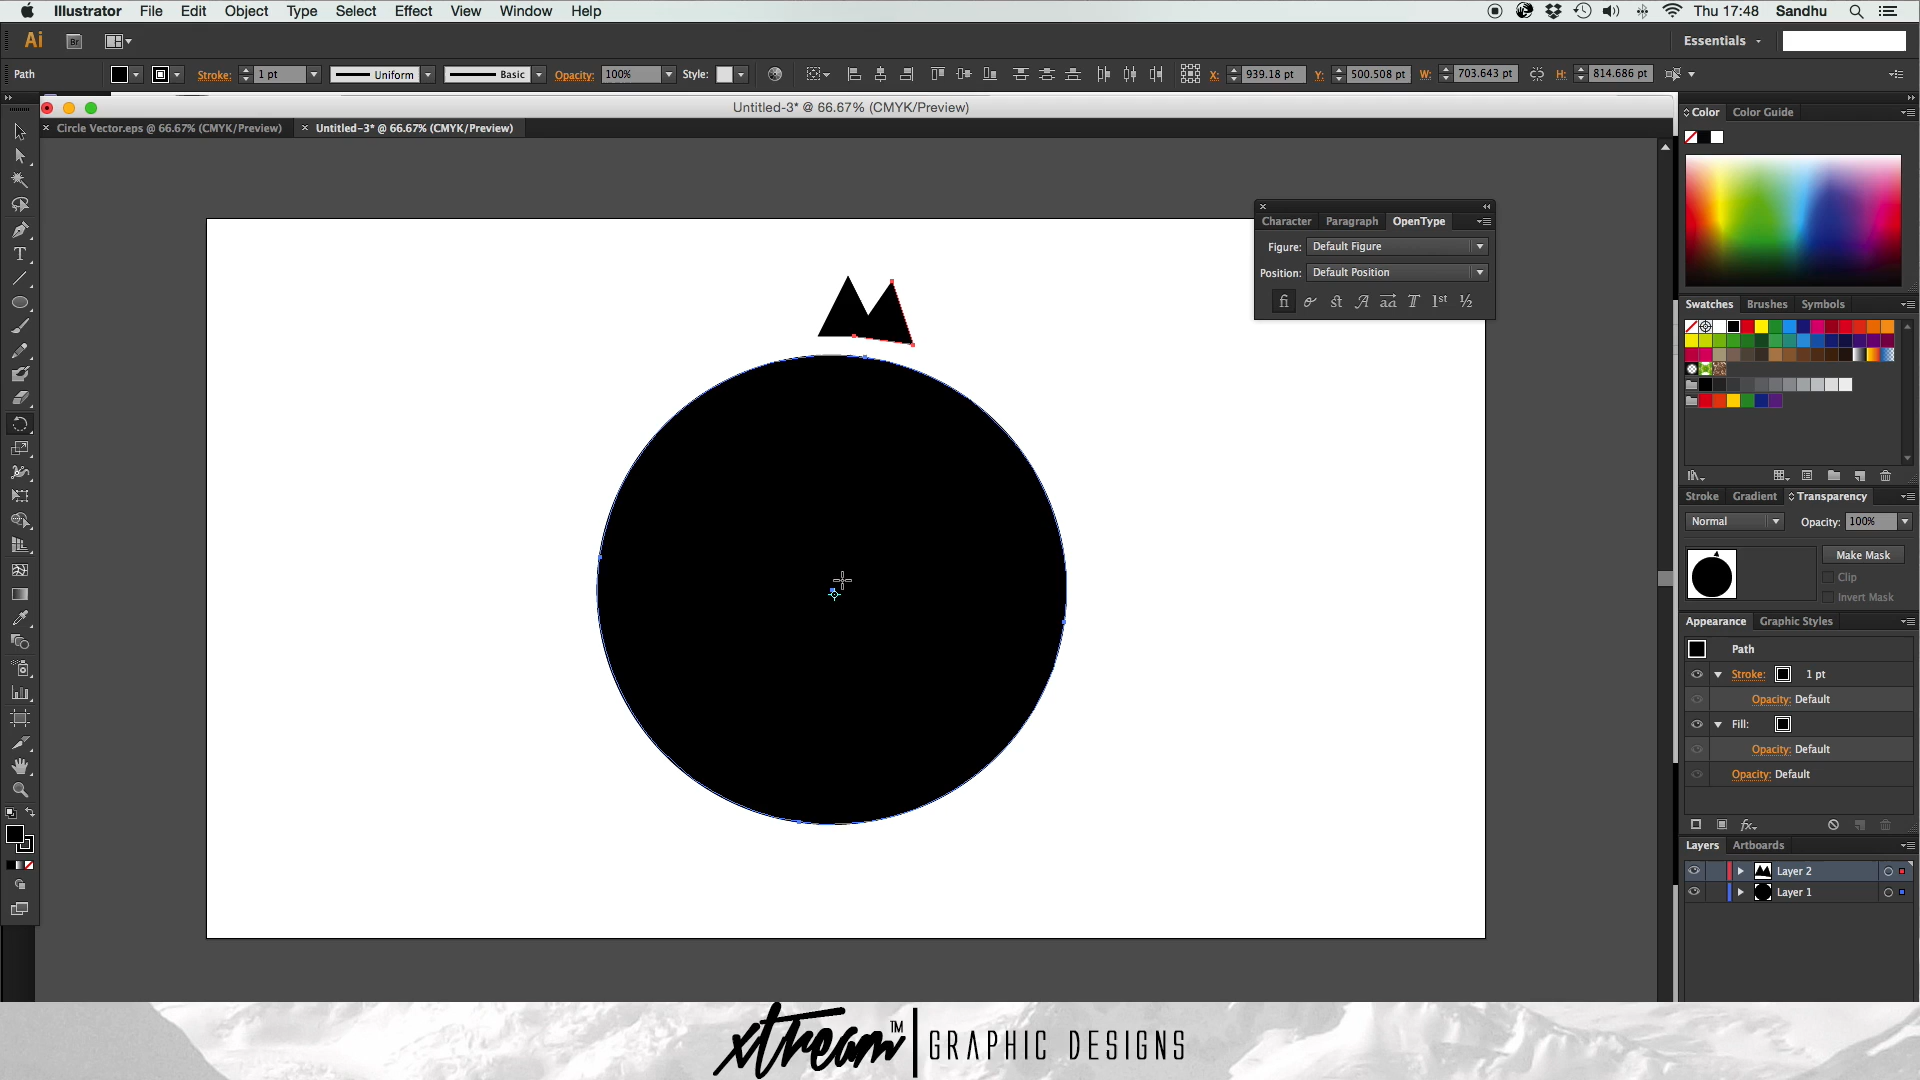 Illustrator File Edit Object Type Select Effect View Window Help Thu 17:48 Sandhu
Ai Br Essentials
Path Stroke: 1 pt Uniform Basic Opacity: 100% Style: X: 939.18 pt Y: 500.508 pt W: 703.643 pt H: 814.686 pt
Untitled-3* @ 66.67% (CMYK/Preview)
Circle Vector.eps @ 66.67% (CMYK/Preview) Untitled-3* @ 66.67% (CMYK/Preview)
Color Color Guide
Character Paragraph OpenType
Figure: Default Figure
Position: Default Position
Swatches Brushes Symbols
Stroke Gradient Transparency
Normal Opacity: 100%
Make Mask
Clip
Invert Mask
Appearance Graphic Styles
Path
Stroke: 1 pt
Opacity: Default
Fill:
Opacity: Default
Opacity: Default
fx
Layers Artboards
Layer 2
Layer 1
xtream™ GRAPHIC DESIGNS